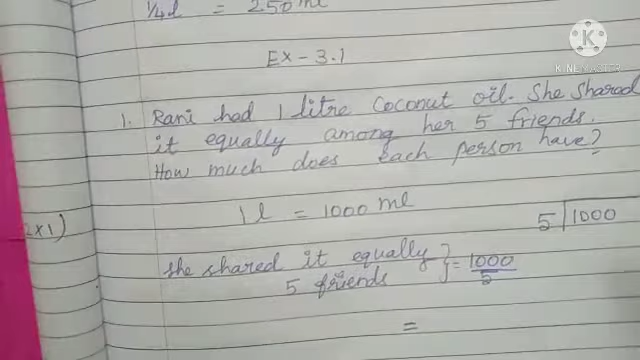 1/4l = 250 ml
Ex - 3.1
1. Rani had 1 litre Coconut oil. She shared
it equally among her 5 friends.
How much does each person have?
1l = 1000 ml
5 1000
She shared it equally
5 friends } = 1000/5
=
KINEMASTER